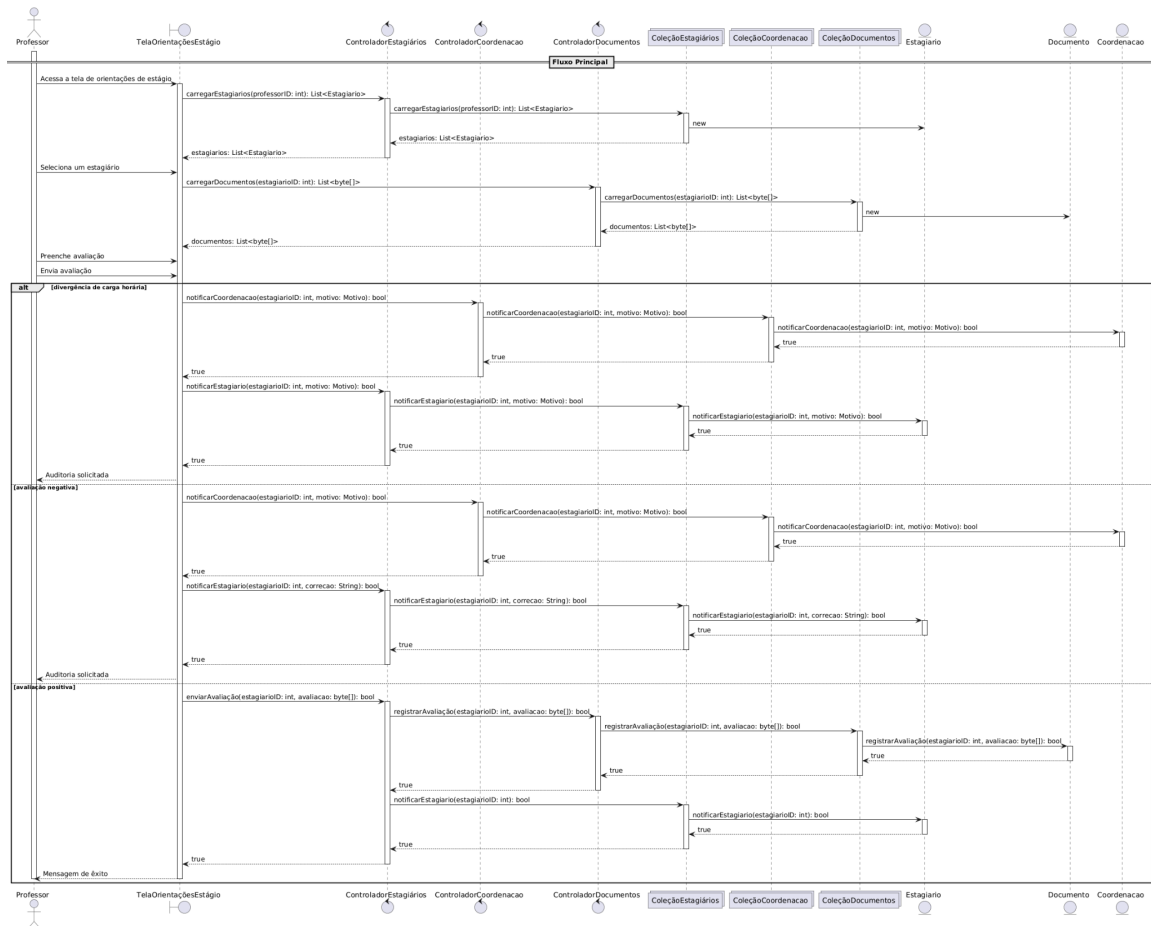 Professor
TelaOrientaçõesEstágio
ControladorEstagiários
ControladorCoordenacao
ControladorDocumentos
ColeçãoEstagiários
ColeçãoCoordenacao
ColeçãoDocumentos
Estagiario
Documento
Coordenacao
Fluxo Principal
Acessa a tela de orientações de estágio
carregarEstagiarios(professorID: int): List<Estagiario>
carregarEstagiarios(professorID: int): List<Estagiario>
new
estagiarios: List<Estagiario>
estagiarios: List<Estagiario>
Seleciona um estagiário
carregarDocumentos(estagiarioID: int): List<byte[]>
carregarDocumentos(estagiarioID: int): List<byte[]>
new
documentos: List<byte[]>
documentos: List<byte[]>
Preenche avaliação
Envia avaliação
alt
[divergência de carga horária]
notificarCoordenacao(estagiarioID: int, motivo: Motivo): bool
notificarCoordenacao(estagiarioID: int, motivo: Motivo): bool
notificarCoordenacao(estagiarioID: int, motivo: Motivo): bool
true
true
true
notificarEstagiario(estagiarioID: int, motivo: Motivo): bool
notificarEstagiario(estagiarioID: int, motivo: Motivo): bool
notificarEstagiario(estagiarioID: int, motivo: Motivo): bool
true
true
true
Auditoria solicitada
[avaliação negativa]
notificarCoordenacao(estagiarioID: int, motivo: Motivo): bool
notificarCoordenacao(estagiarioID: int, motivo: Motivo): bool
notificarCoordenacao(estagiarioID: int, motivo: Motivo): bool
true
true
true
notificarEstagiario(estagiarioID: int, correcao: String): bool
notificarEstagiario(estagiarioID: int, correcao: String): bool
notificarEstagiario(estagiarioID: int, correcao: String): bool
true
true
true
Auditoria solicitada
[avaliação positiva]
enviarAvaliação(estagiarioID: int, avaliacao: byte[]): bool
registrarAvaliação(estagiarioID: int, avaliacao: byte[]): bool
registrarAvaliação(estagiarioID: int, avaliacao: byte[]): bool
registrarAvaliação(estagiarioID: int, avaliacao: byte[]): bool
true
true
true
notificarEstagiario(estagiarioID: int): bool
notificarEstagiario(estagiarioID: int): bool
true
true
true
Mensagem de êxito
Professor
TelaOrientaçõesEstágio
ControladorEstagiários
ControladorCoordenacao
ControladorDocumentos
ColeçãoEstagiários
ColeçãoCoordenacao
ColeçãoDocumentos
Estagiario
Documento
Coordenacao